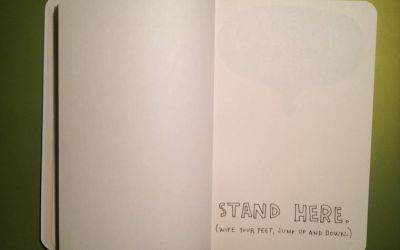 STAND HERE.
(WIPE YOUR FEET, JUMP UP AND DOWN.)